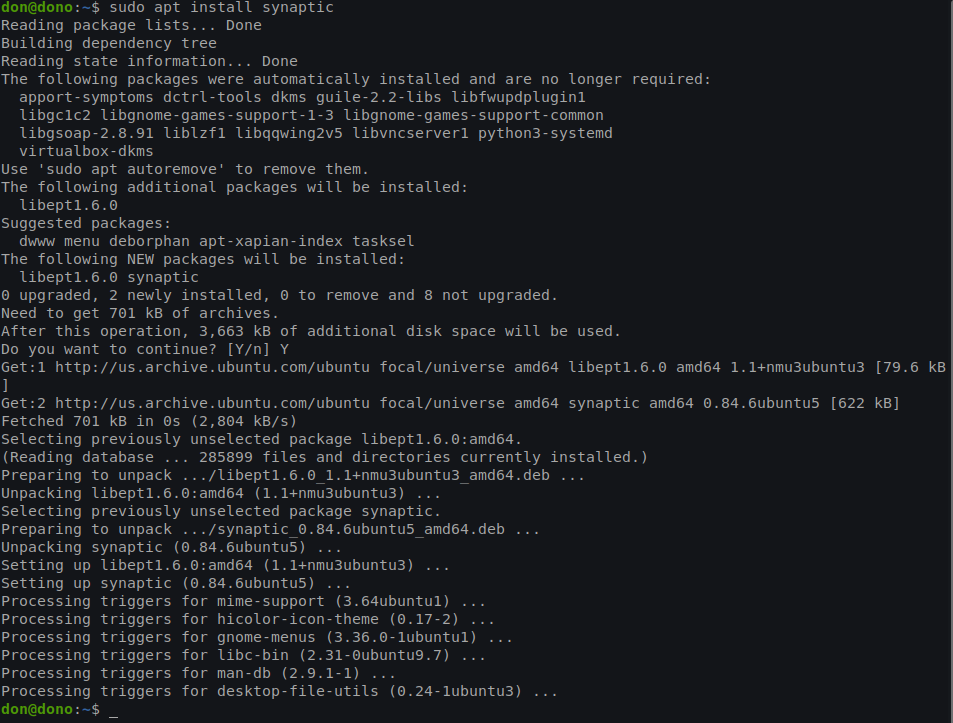 don@dono:~$ sudo apt install synaptic
Reading package lists... Done
Building dependency tree
Reading state information... Done
The following packages were automatically installed and are no longer required:
  apport-symptoms dctrl-tools dkms guile-2.2-libs libfwupdplugin1
  libgc1c2 libgnome-games-support-1-3 libgnome-games-support-common
  libgsoap-2.8.91 liblzf1 libqqwing2v5 libvncserver1 python3-systemd
  virtualbox-dkms
Use 'sudo apt autoremove' to remove them.
The following additional packages will be installed:
  libept1.6.0
Suggested packages:
  dwww menu deborphan apt-xapian-index tasksel
The following NEW packages will be installed:
  libept1.6.0 synaptic
0 upgraded, 2 newly installed, 0 to remove and 8 not upgraded.
Need to get 701 kB of archives.
After this operation, 3,663 kB of additional disk space will be used.
Do you want to continue? [Y/n] Y
Get:1 http://us.archive.ubuntu.com/ubuntu focal/universe amd64 libept1.6.0 amd64 1.1+nmu3ubuntu3 [79.6 kB
]
Get:2 http://us.archive.ubuntu.com/ubuntu focal/universe amd64 synaptic amd64 0.84.6ubuntu5 [622 kB]
Fetched 701 kB in 0s (2,804 kB/s)
Selecting previously unselected package libept1.6.0:amd64.
(Reading database ... 285899 files and directories currently installed.)
Preparing to unpack .../libept1.6.0_1.1+nmu3ubuntu3_amd64.deb ...
Unpacking libept1.6.0:amd64 (1.1+nmu3ubuntu3) ...
Selecting previously unselected package synaptic.
Preparing to unpack .../synaptic_0.84.6ubuntu5_amd64.deb ...
Unpacking synaptic (0.84.6ubuntu5) ...
Setting up libept1.6.0:amd64 (1.1+nmu3ubuntu3) ...
Setting up synaptic (0.84.6ubuntu5) ...
Processing triggers for mime-support (3.64ubuntu1) ...
Processing triggers for hicolor-icon-theme (0.17-2) ...
Processing triggers for gnome-menus (3.36.0-1ubuntu1) ...
Processing triggers for libc-bin (2.31-0ubuntu9.7) ...
Processing triggers for man-db (2.9.1-1) ...
Processing triggers for desktop-file-utils (0.24-1ubuntu3) ...
don@dono:~$ _